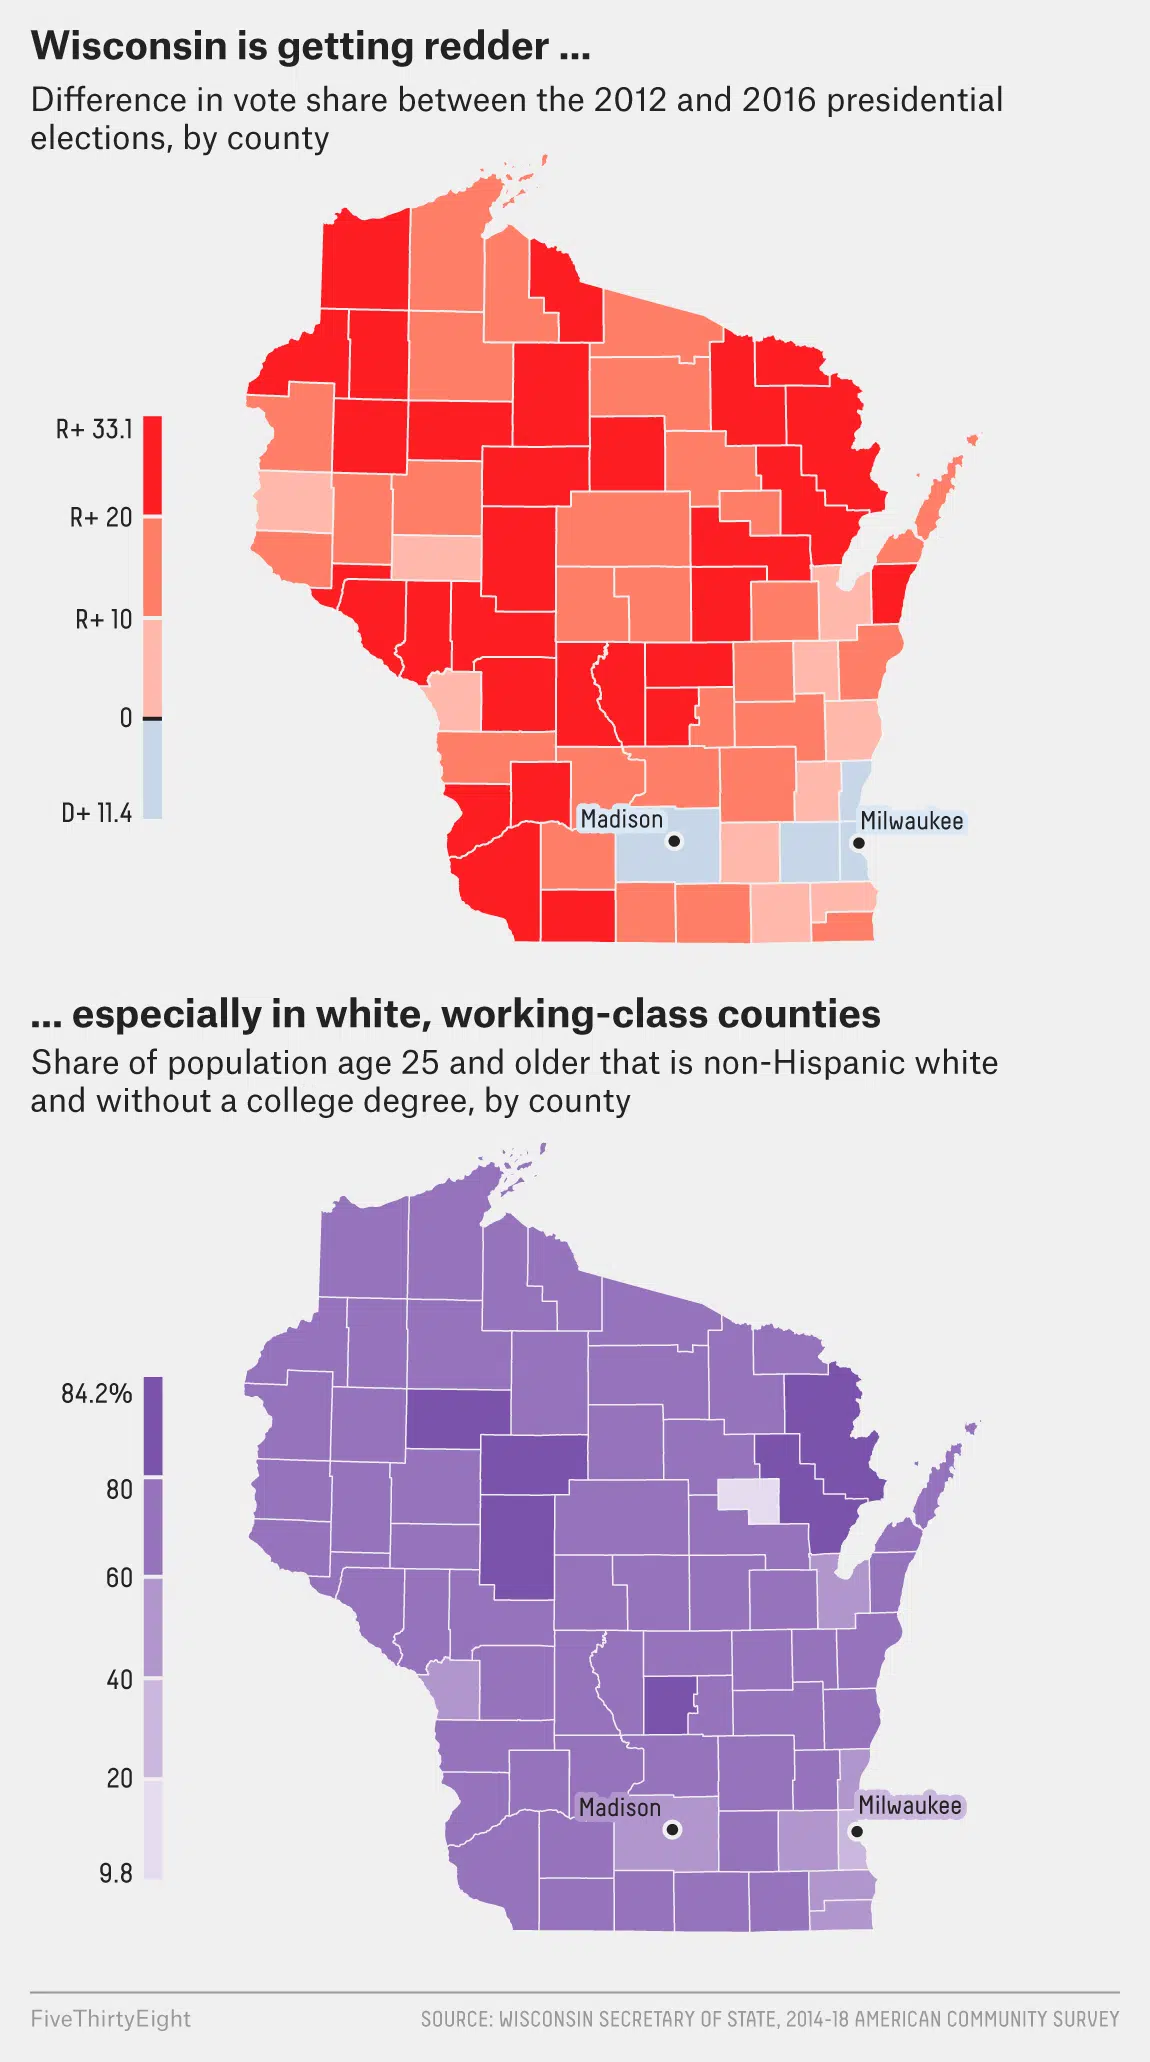 Wisconsin is getting redder ...
Difference in vote share between the 2012 and 2016 presidential
elections, by county
R+ 33.1
R+ 20
R+ 10
0
D+ 11.4
Madison
Milwaukee
... especially in white, working-class counties
Share of population age 25 and older that is non-Hispanic white
and without a college degree, by county
84.2%
80
60
40
20
9.8
Madison
Milwaukee
FiveThirtyEight
SOURCE: WISCONSIN SECRETARY OF STATE, 2014-18 AMERICAN COMMUNITY SURVEY